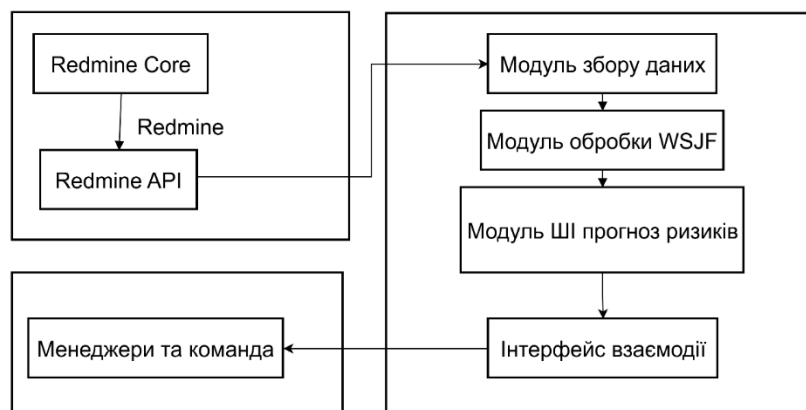 Redmine Core
Redmine
Redmine API
Модуль збору даних
Модуль обробки WSJF
Модуль ШІ прогноз ризиків
Інтерфейс взаємодії
Менеджери та команда